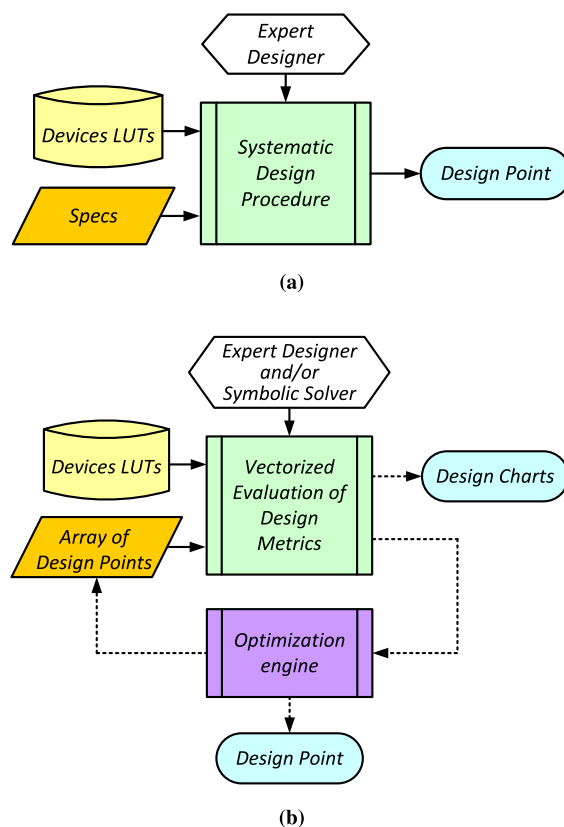 Expert
Designer
Devices LUTs
Systematic
Design
Procedure
Design Point
Specs
(a)
Expert Designer
and/or
Symbolic Solver
Devices LUTs
Vectorized
Evaluation of
Design
Metrics
Design Charts
Array of
Design Points
Optimization
engine
Design Point
(b)